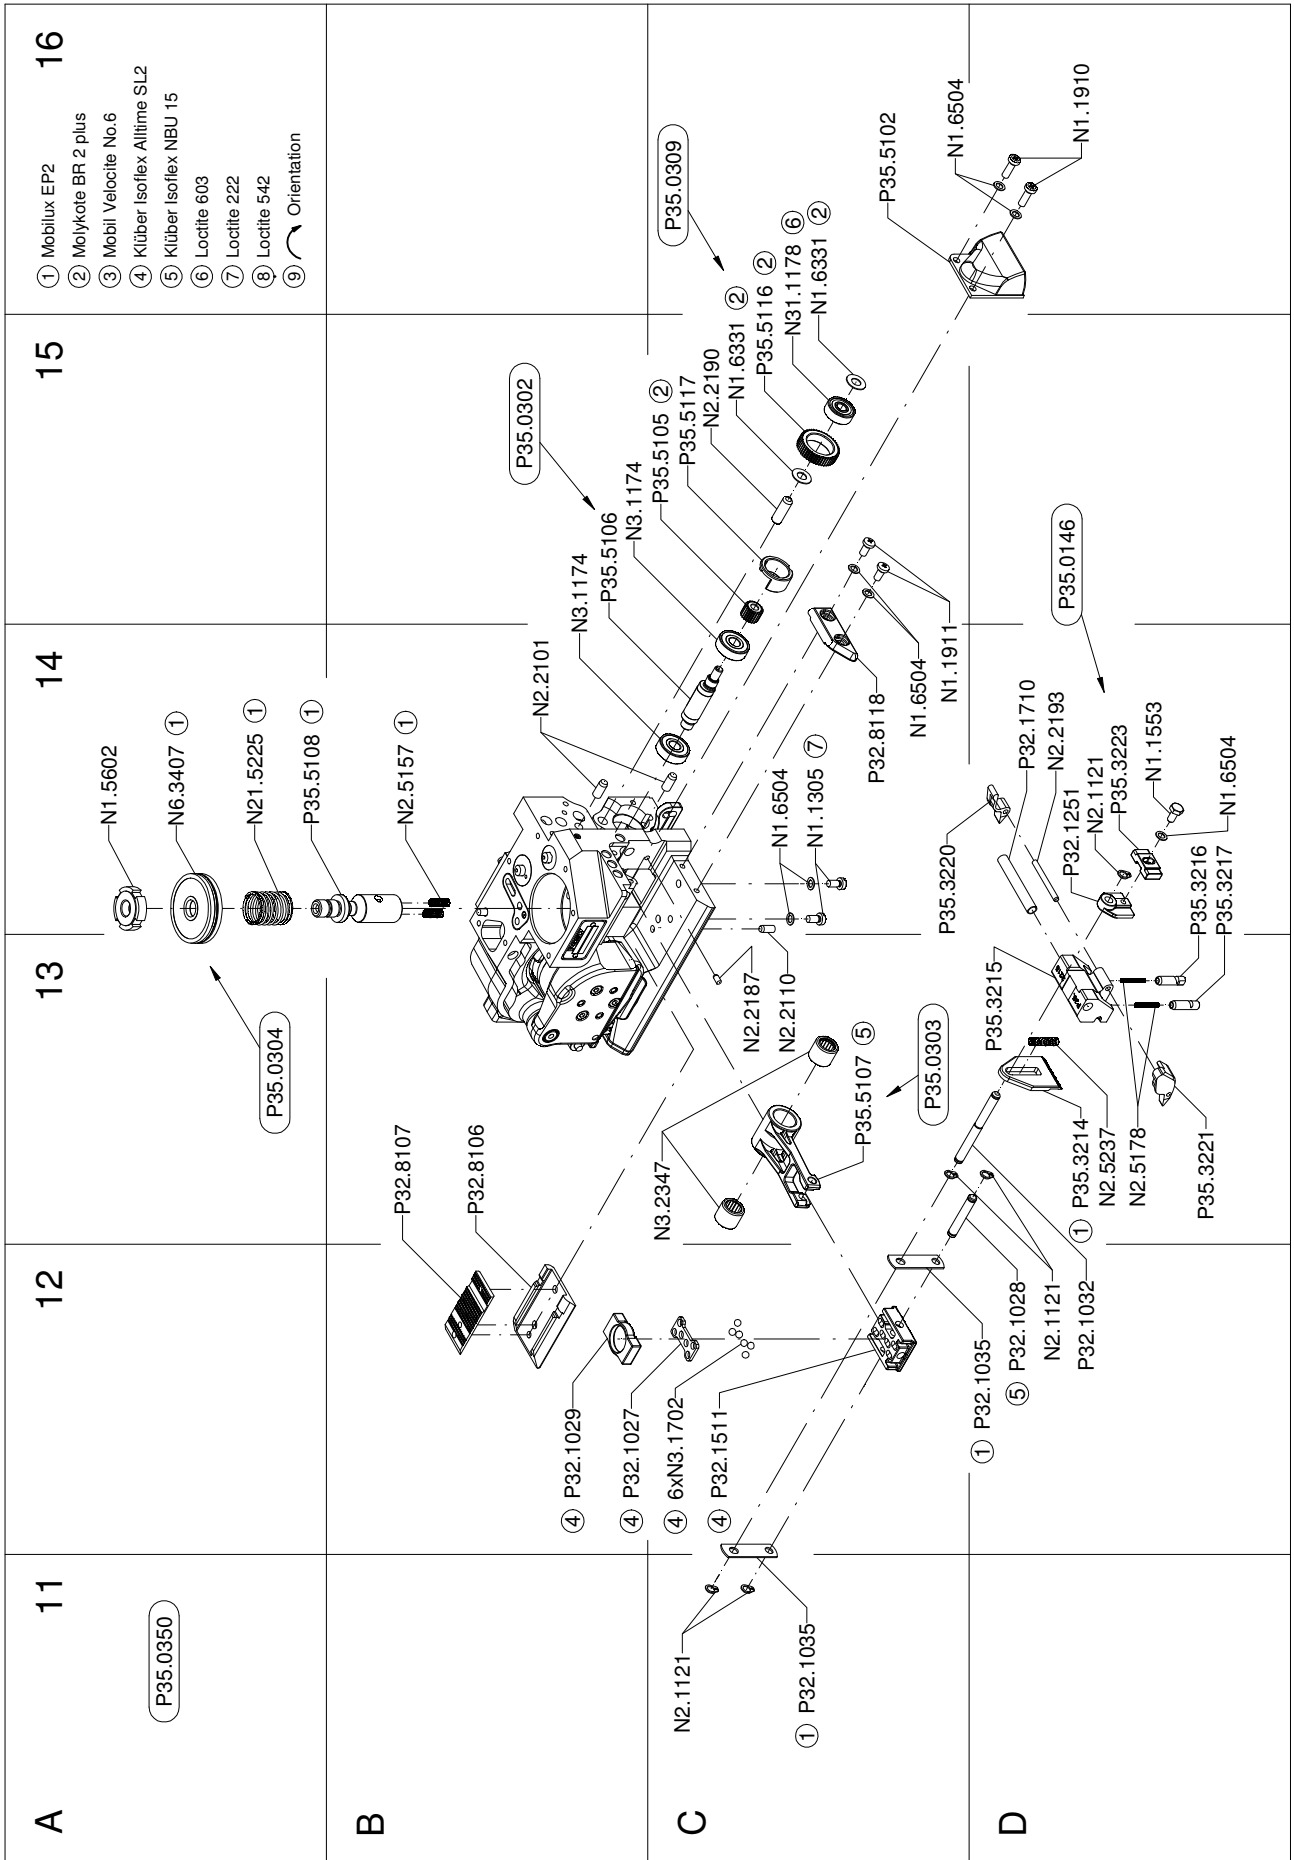 A
B
C
D
11
12
13
14
15
16
① Mobilux EP2
② Molykote BR 2 plus
③ Mobil Velocite No.6
④ Klüber Isoflex Alltime SL2
⑤ Klüber Isoflex NBU 15
⑥ Loctite 603
⑦ Loctite 222
⑧ Loctite 542
⑨ Orientation
P35.0350
P35.0304
N1.5602
N6.3407 ①
N21.5225 ①
P35.5108 ①
N2.5157 ①
P32.8107
P32.8106
④ P32.1029
④ P32.1027
④ 6xN3.1702
④ P32.1511
N2.2101
N3.1174
P35.5106
N3.1174
P35.5105 ②
P35.5117
N2.2190
N1.6331 ②
P35.5116 ②
N31.1178 ⑥
N1.6331 ②
P35.0302
P35.0309
P35.5102
N1.6504
N1.1910
N2.1121
① P32.1035
N3.2347
P35.5107 ⑤
P35.0303
N2.2187
N2.2110
N1.6504
N1.1305 ⑦
P32.8118
N1.6504
N1.1911
① P32.1035
⑤ P32.1028
N2.1121
P32.1032
① P35.3214
N2.5237
N2.5178
P35.3221
P35.3215
P35.3220
P32.1710
N2.2193
P32.1251
N2.1121
P35.3223
N1.1553
N1.6504
P35.3216
P35.3217
P35.0146